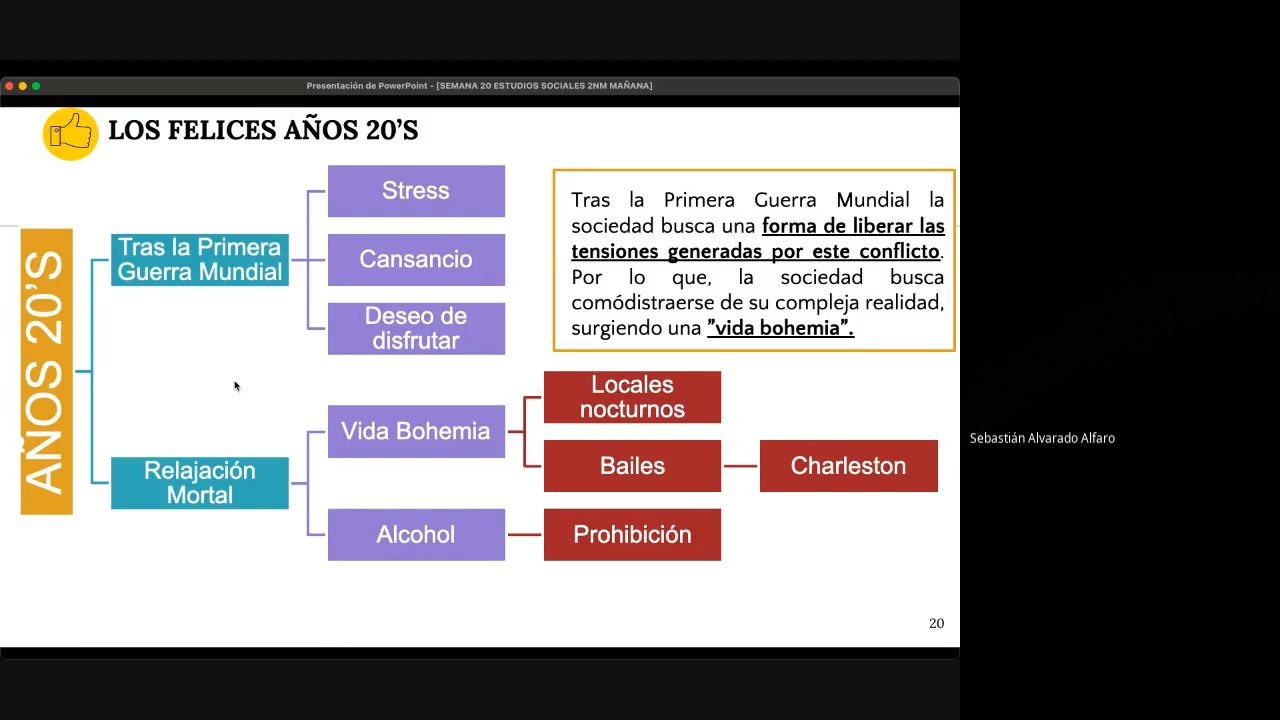 Presentación de PowerPoint - [SEMANA 20 ESTUDIOS SOCIALES 2NM MAÑANA]
LOS FELICES AÑOS 20’S
AÑOS 20’S
Tras la Primera
Guerra Mundial
Stress
Cansancio
Deseo de
disfrutar
Tras la Primera Guerra Mundial la
sociedad busca una forma de liberar las
tensiones generadas por este conflicto.
Por lo que, la sociedad busca
comódistraerse de su compleja realidad,
surgiendo una ”vida bohemia”.
Relajación
Mortal
Vida Bohemia
Locales
nocturnos
Bailes
Charleston
Alcohol
Prohibición
20
Sebastián Alvarado Alfaro